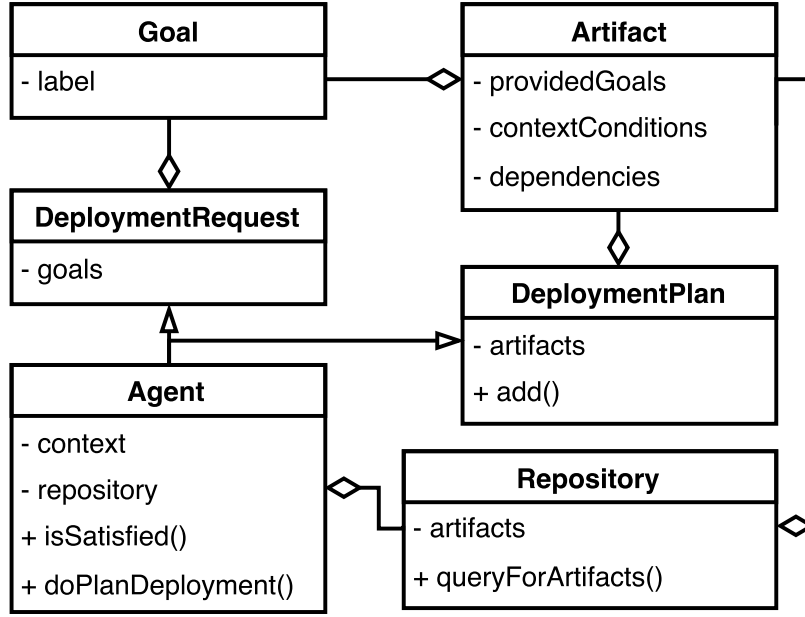 Goal
- label
Artifact
- providedGoals
- contextConditions
- dependencies
DeploymentRequest
- goals
DeploymentPlan
- artifacts
+ add()
Agent
- context
- repository
+ isSatisfied()
+ doPlanDeployment()
Repository
- artifacts
+ queryForArtifacts()